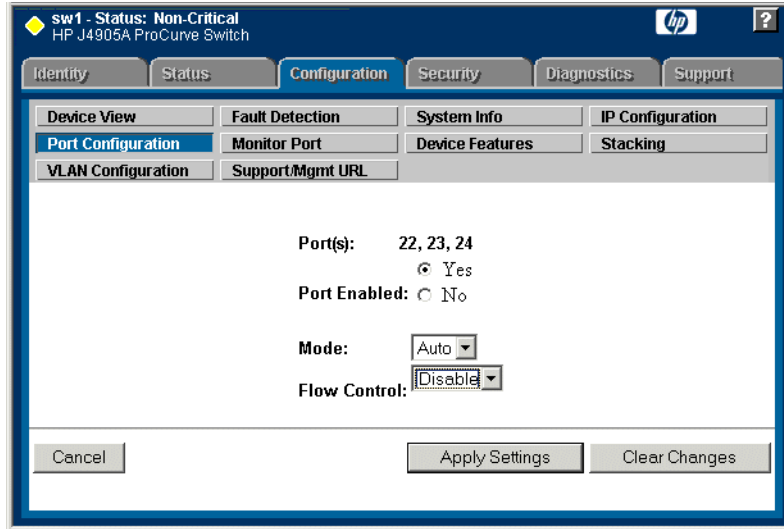 sw1 - Status: Non-Critical
HP J4905A ProCurve Switch
hp
?
Identity Status Configuration Security Diagnostics Support
Device View Fault Detection System Info IP Configuration
Port Configuration Monitor Port Device Features Stacking
VLAN Configuration Support/Mgmt URL
Port(s): 22, 23, 24
Yes
Port Enabled: No
Mode: Auto
Flow Control: Disable
Cancel Apply Settings Clear Changes